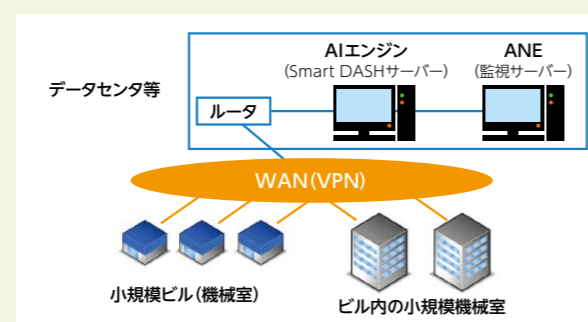 AIエンジン
(Smart DASHサーバー)
ANE
(監視サーバー)
データセンタ等
ルータ
WAN(VPN)
小規模ビル(機械室)
ビル内の小規模機械室